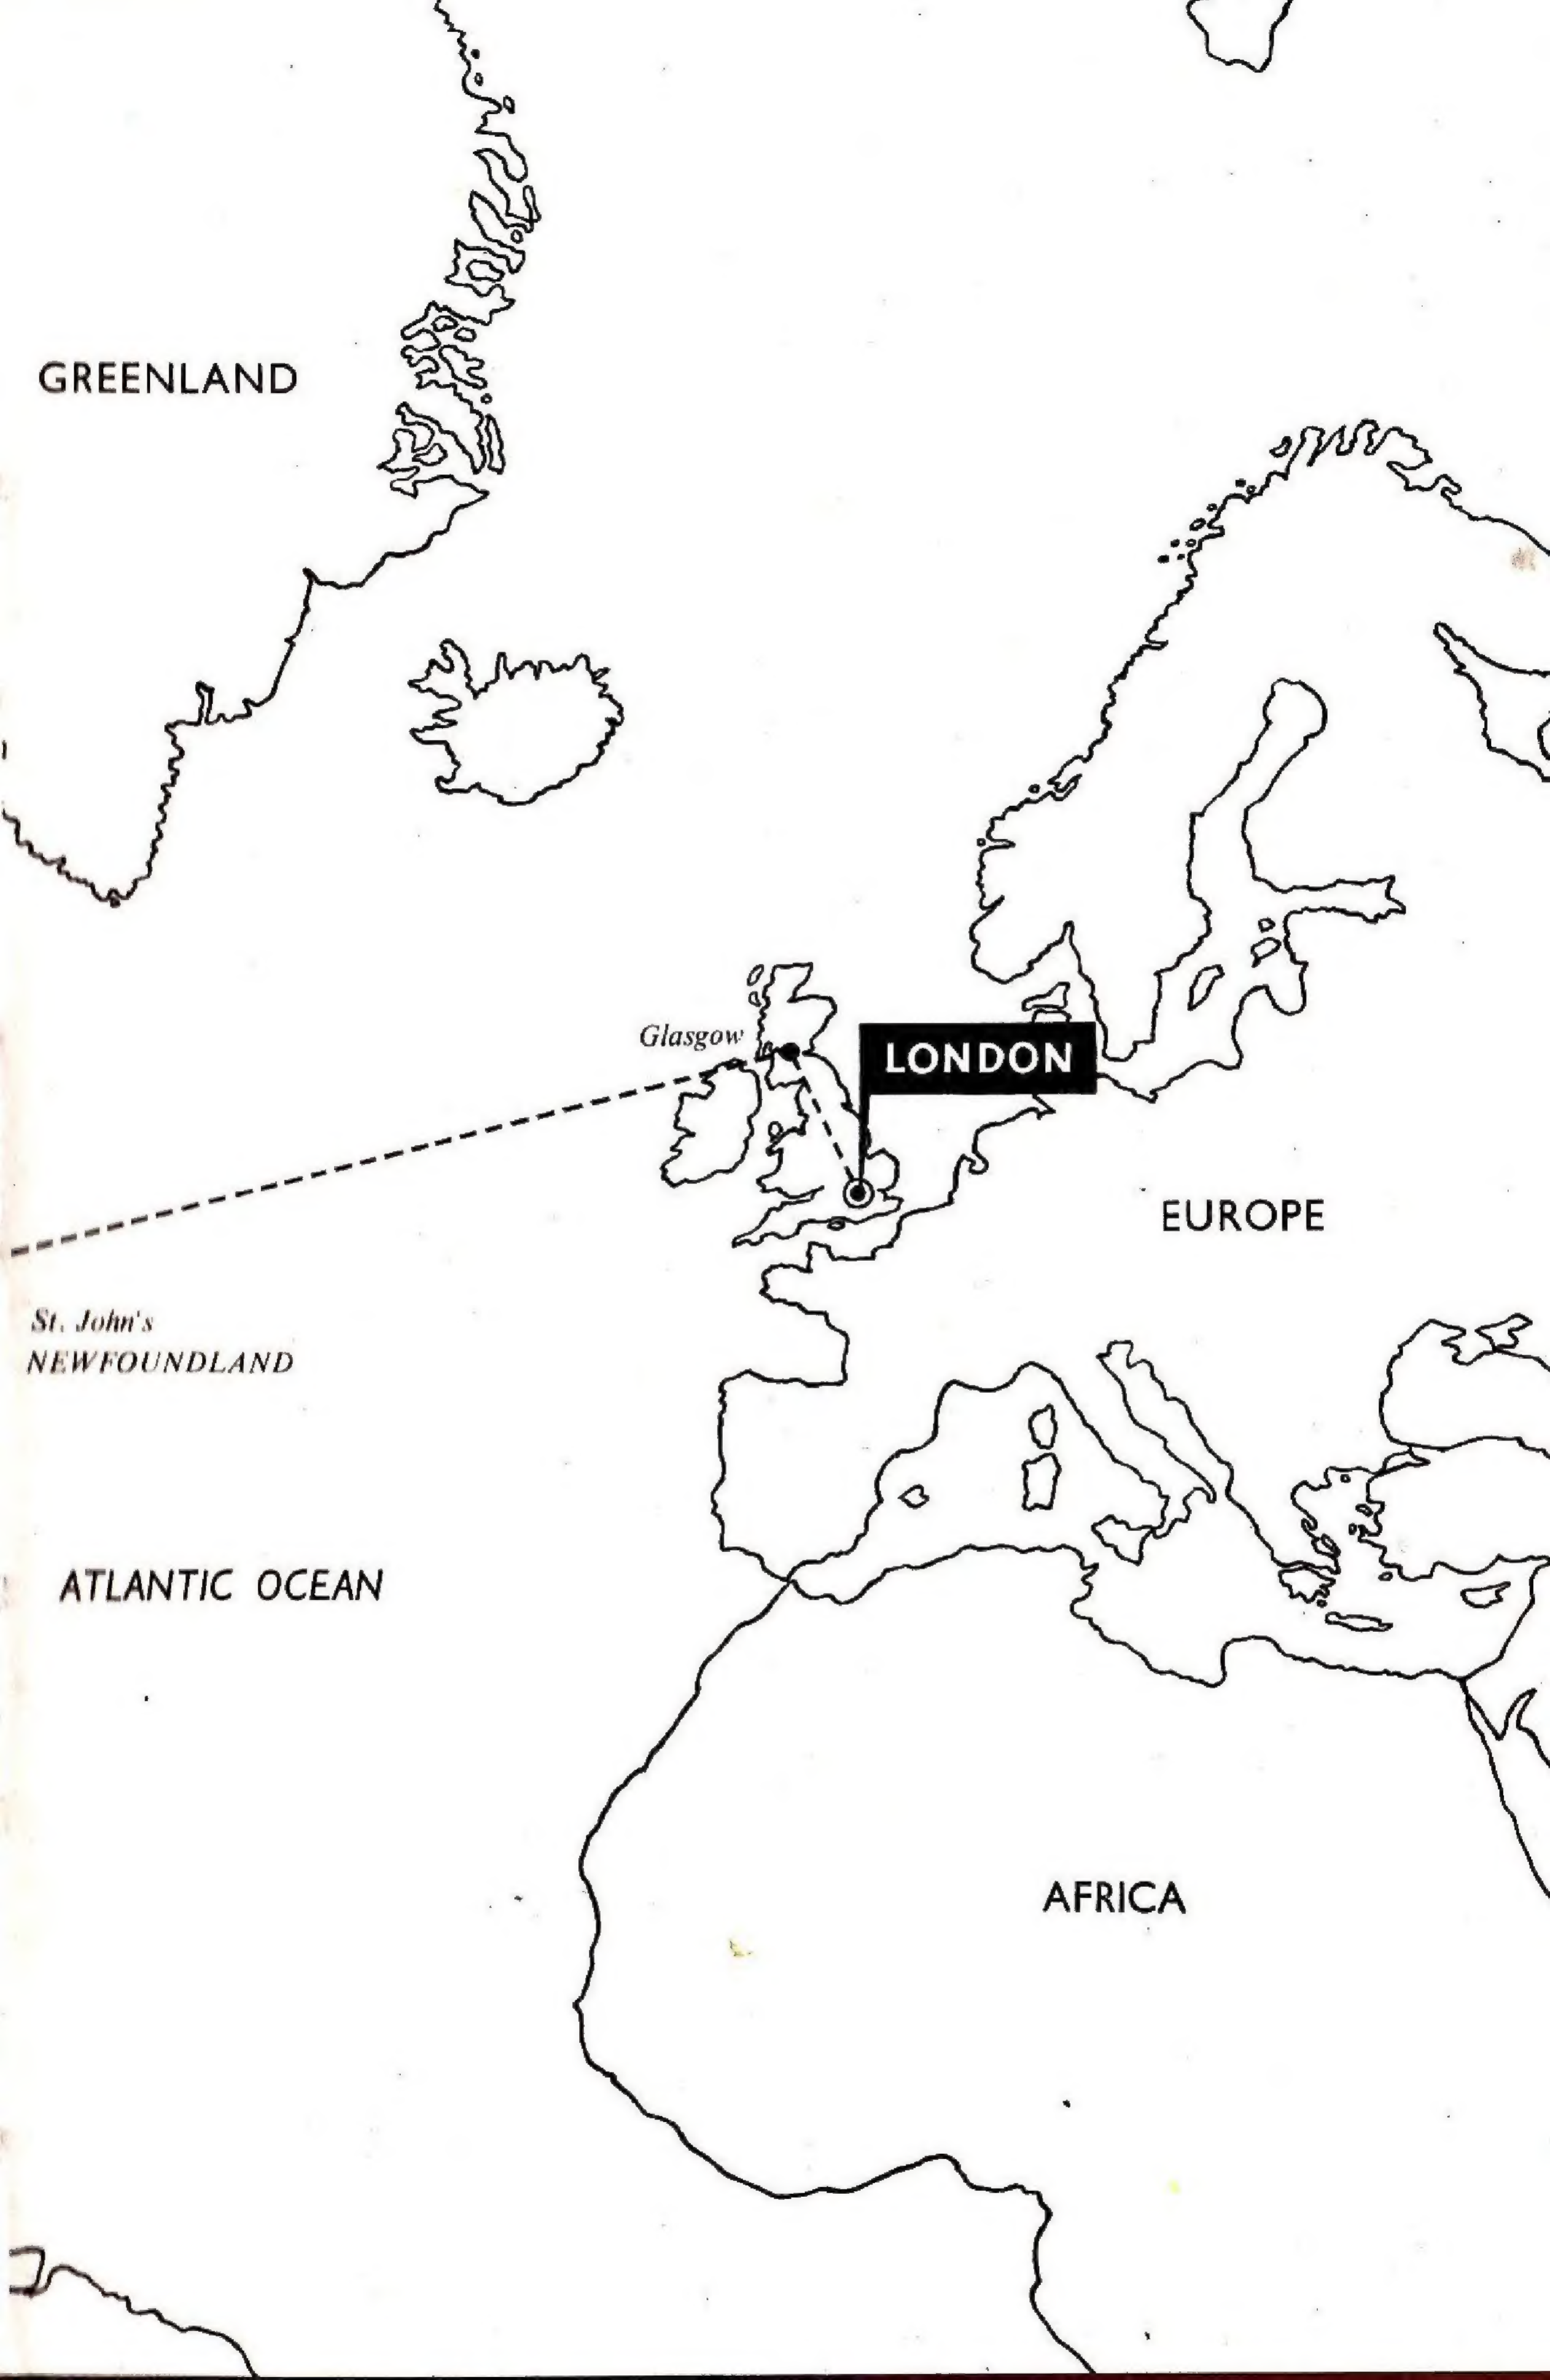 GREENLAND
Glasgow
LONDON
EUROPE
St. John's
NEWFOUNDLAND
ATLANTIC OCEAN
AFRICA